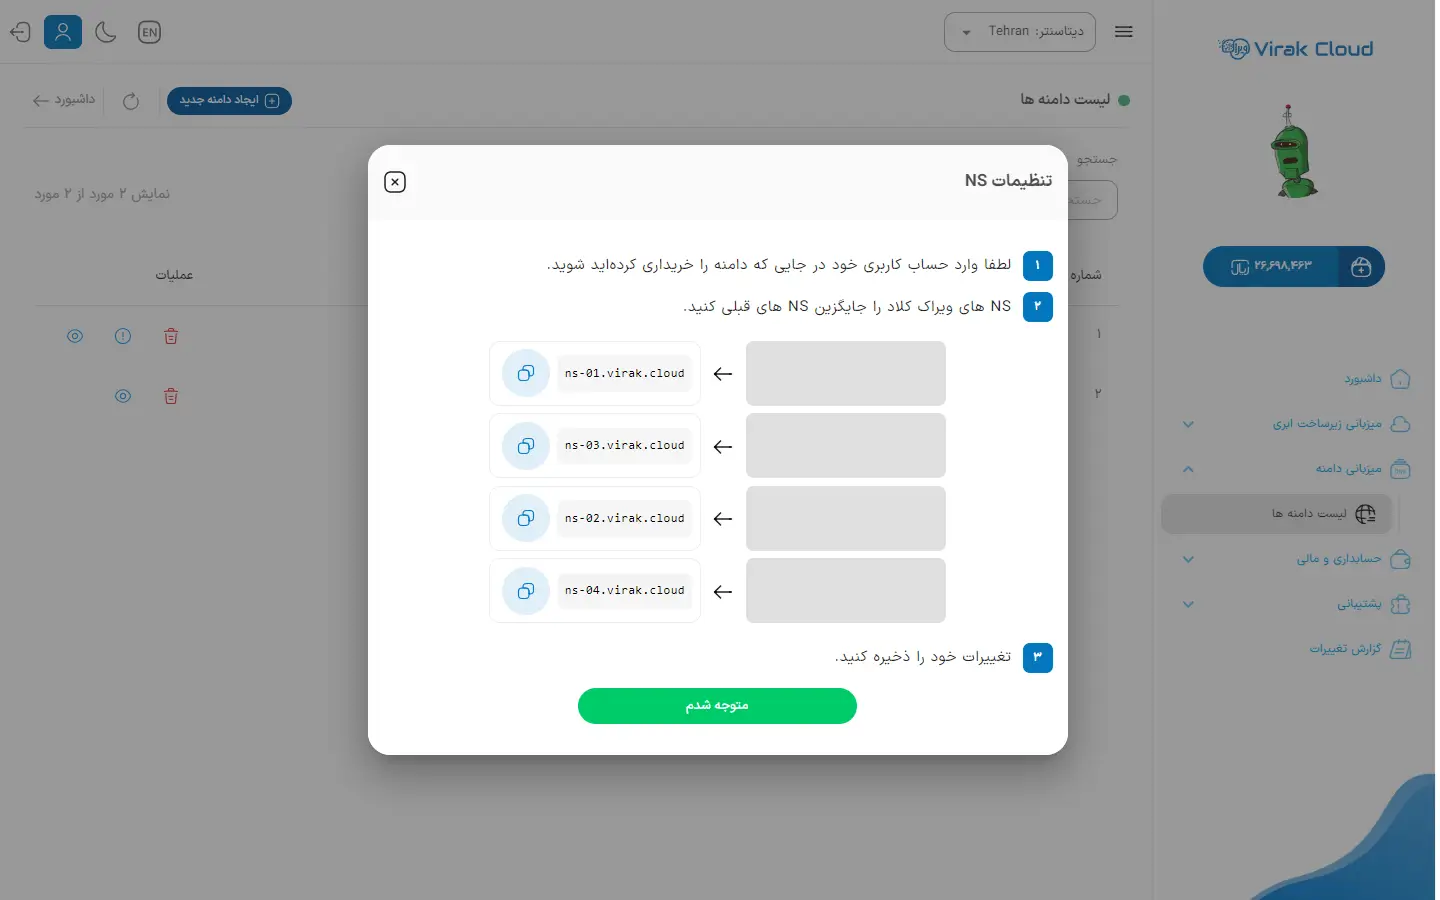 Virak Cloud
۲۶,۶۹۸,۴۶۳ ریال
داشبورد
میزبانی زیرساخت ابری
میزبانی دامنه
لیست دامنه ها
حسابداری و مالی
پشتیبانی
گزارش تغییرات
دیتاسنتر: Tehran
EN
لیست دامنه ها
ایجاد دامنه جدید
داشبورد
جستجو
نمایش ۲ مورد از ۲ مورد
شماره
عملیات
۱
۲
تنظیمات NS
۱ لطفا وارد حساب کاربری خود در جایی که دامنه را خریداری کرده‌اید شوید.
۲ NS های ویراک کلاد را جایگزین NS های قبلی کنید.
ns-01.virak.cloud
ns-03.virak.cloud
ns-02.virak.cloud
ns-04.virak.cloud
۳ تغییرات خود را ذخیره کنید.
متوجه شدم